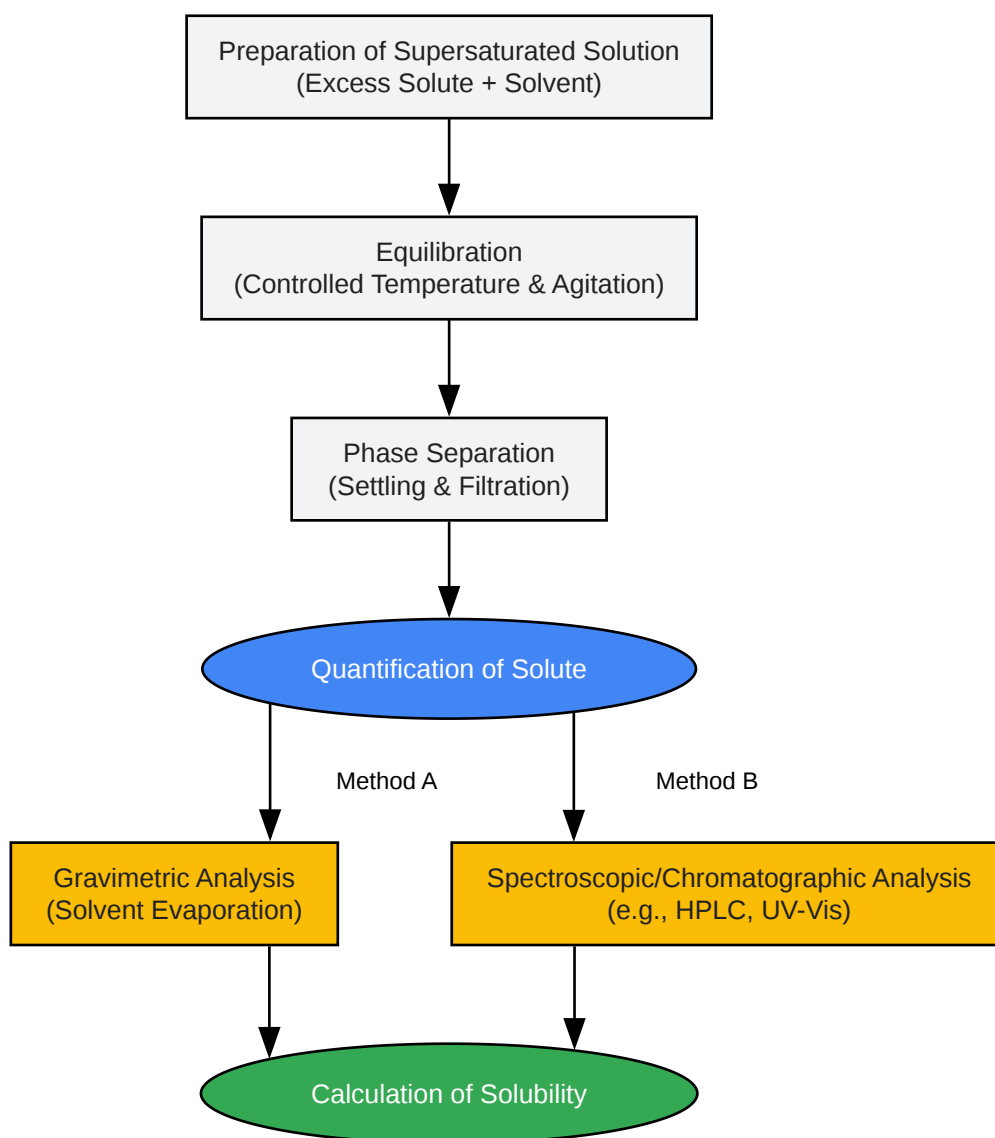 Preparation of Supersaturated Solution
(Excess Solute + Solvent)
Equilibration
(Controlled Temperature & Agitation)
Phase Separation
(Settling & Filtration)
Quantification of Solute
Method A
Method B
Gravimetric Analysis
(Solvent Evaporation)
Spectroscopic/Chromatographic Analysis
(e.g., HPLC, UV-Vis)
Calculation of Solubility